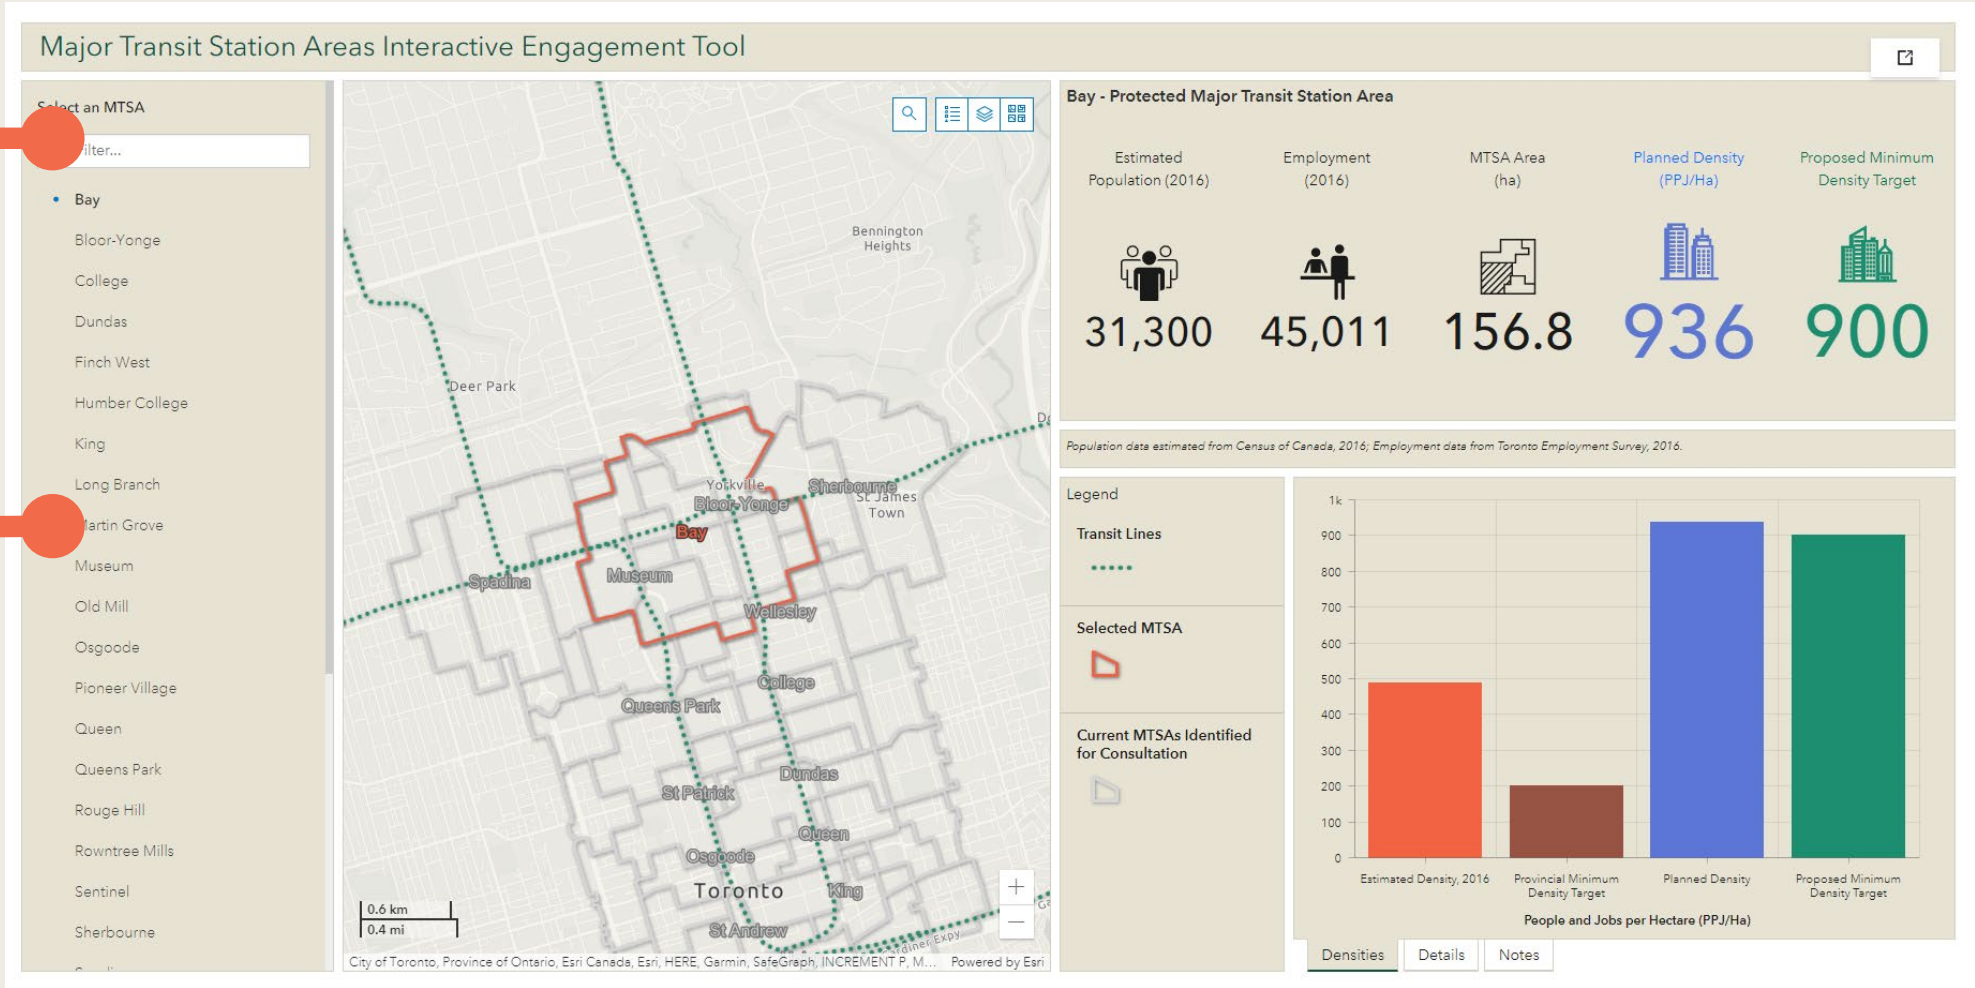 Major Transit Station Areas Interactive Engagement Tool
Select an MTSA
ilter...
Bay
Bloor-Yonge
College
Dundas
Finch West
Humber College
King
Long Branch
artin Grove
Museum
Old Mill
Osgoode
Pioneer Village
Queen
Queens Park
Rouge Hill
Rowntree Mills
Sentinel
Sherbourne
Bennington
Heights
Deer Park
Yorkville
Sherbourne
Bloor-Yonge
St James
Town
Bay
Museum
Spadina
Wellesley
College
Queens Park
Dundas
St Patrick
Queen
Osgoode
Toronto
King
St Andrew
0.6 km
0.4 mi
+
−
City of Toronto, Province of Ontario, Esri Canada, Esri, HERE, Garmin, SafeGraph, INCREMENT P, M...
Powered by Esri
Bay - Protected Major Transit Station Area
Estimated
Population (2016)
31,300
Employment
(2016)
45,011
MTSA Area
(ha)
156.8
Planned Density
(PPJ/Ha)
936
Proposed Minimum
Density Target
900
Population data estimated from Census of Canada, 2016; Employment data from Toronto Employment Survey, 2016.
Legend
Transit Lines
Selected MTSA
Current MTSAs Identified
for Consultation
1k
900
800
700
600
500
400
300
200
100
0
Estimated Density, 2016
Provincial Minimum
Density Target
Planned Density
Proposed Minimum
Density Target
People and Jobs per Hectare (PPJ/Ha)
Densities
Details
Notes